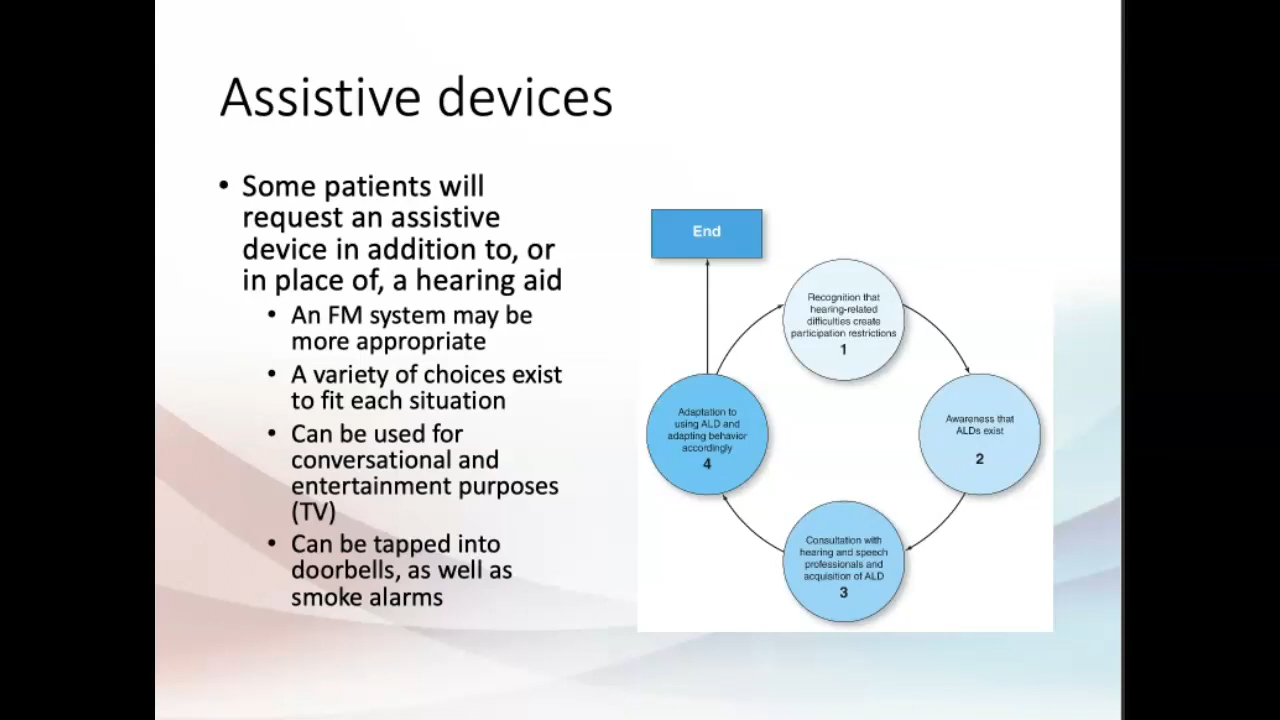 Assistive devices
• Some patients will
request an assistive
device in addition to, or
in place of, a hearing aid
• An FM system may be
more appropriate
• A variety of choices exist
to fit each situation
• Can be used for
conversational and
entertainment purposes
(TV)
• Can be tapped into
doorbells, as well as
smoke alarms
End
Recognition that
hearing-related
difficulties create
participation restrictions
1
Awareness that
ALDs exist
2
Consultation with
hearing and speech
professionals and
acquisition of ALD
3
Adaptation to
using ALD and
adapting behavior
accordingly
4